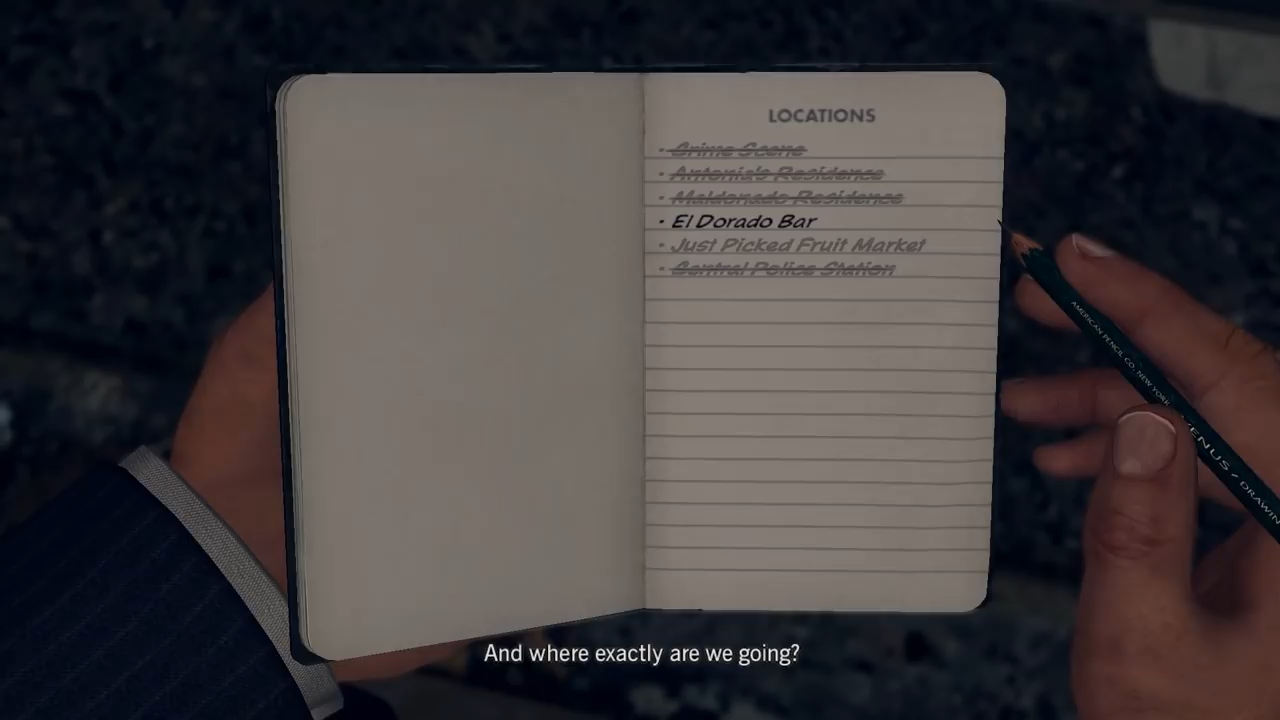 LOCATIONS
· Crime Scene
· Antonia's Residence
· Maldonado Residence
· El Dorado Bar
· Just Picked Fruit Market
· Central Police Station
AMERICAN PENCIL CO. NEW YORK
VENUS / DRAWIN
And where exactly are we going?